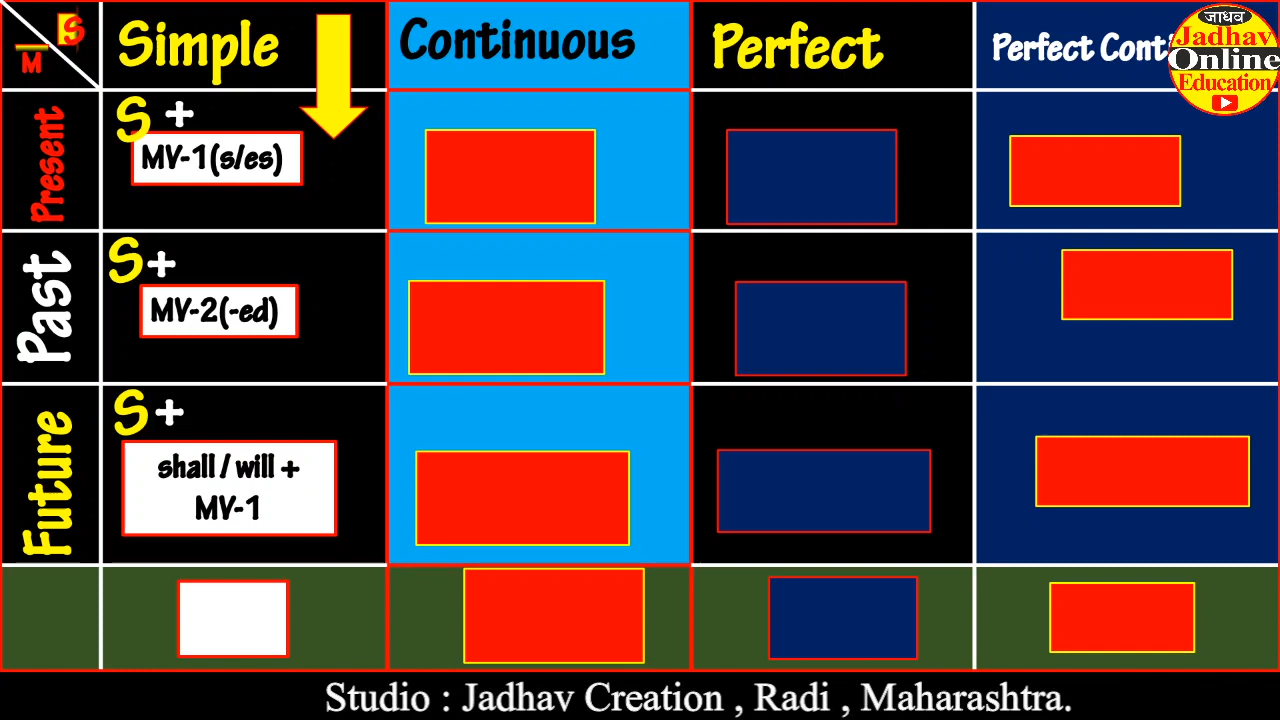 S
M
Simple
Continuous
Perfect
Perfect Cont
जाधव
Jadhav
Online
Education
Present
S +
MV-1(s/es)
Past
S+
MV-2(-ed)
Future
S+
shall / will +
MV-1
Studio : Jadhav Creation , Radi , Maharashtra.